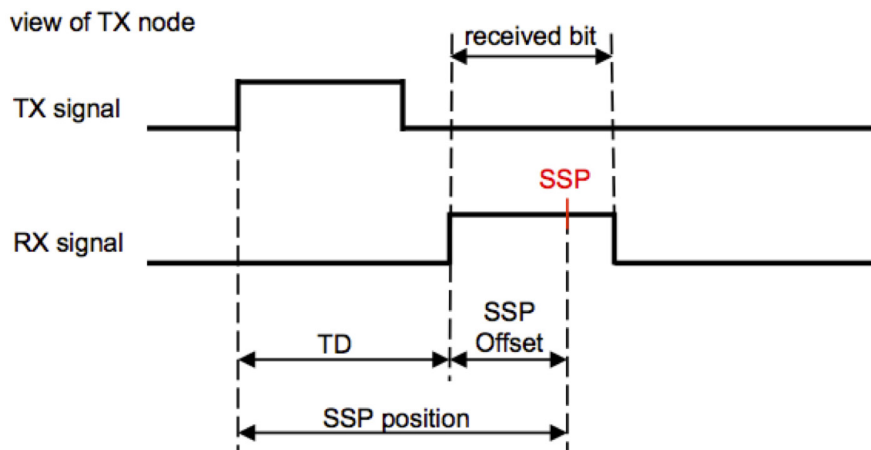 view of TX node
received bit
TX signal
SSP
RX signal
SSP
Offset
TD
SSP position